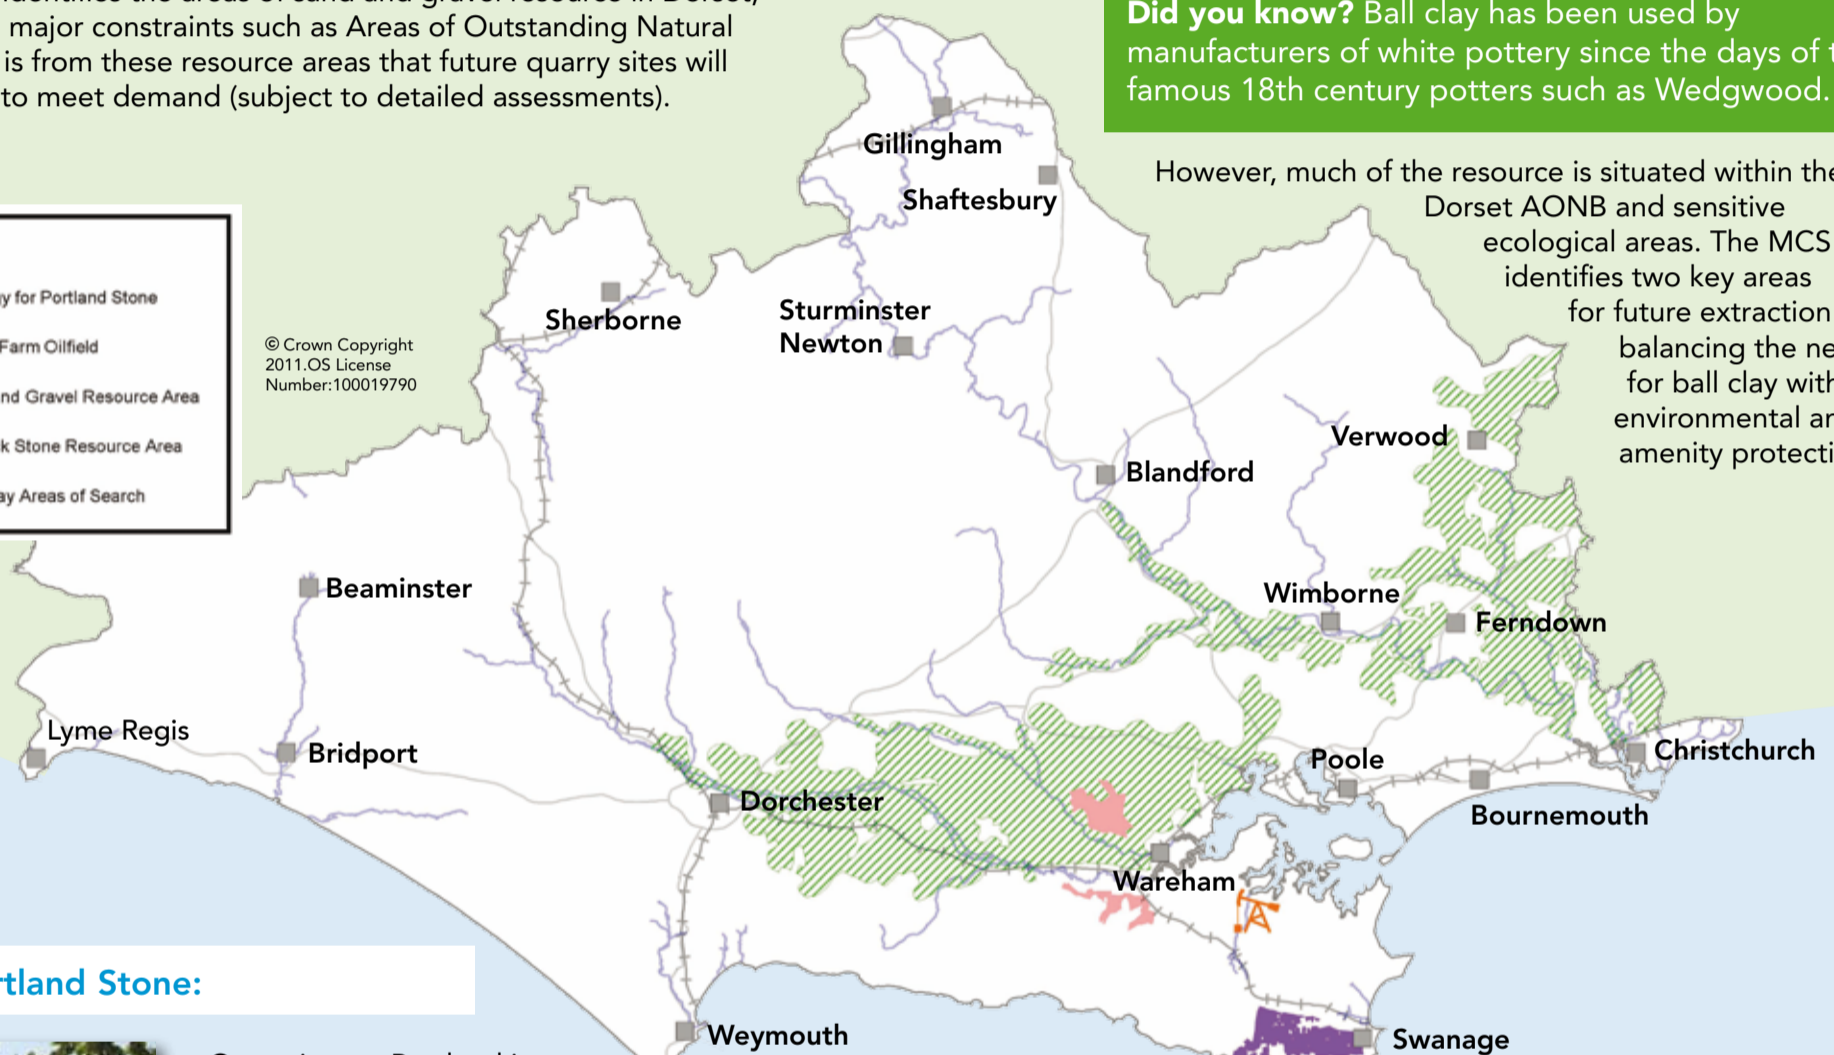 major constraints such as Areas of Outstanding Natural
is from these resource areas that future quarry sites will
to meet demand (subject to detailed assessments).
Did you know? Ball clay has been used by
manufacturers of white pottery since the days of
famous 18th century potters such as Wedgwood.
However, much of the resource is situated within the
Dorset AONB and sensitive
ecological areas. The MCS
identifies two key areas
for future extraction
balancing the
for ball clay with
environmental
amenity
for Portland Stone
Farm Oilfield
Gravel Resource Area
Stone Resource Area
Areas of Search
© Crown Copyright
2011.OS License
Number:100019790
Gillingham
Shaftesbury
Sherborne
Sturminster
Newton
Verwood
Blandford
Beaminster
Wimborne
Ferndown
Lyme Regis
Bridport
Dorchester
Poole
Christchurch
Bournemouth
Wareham
Stone:
Weymouth
Swanage